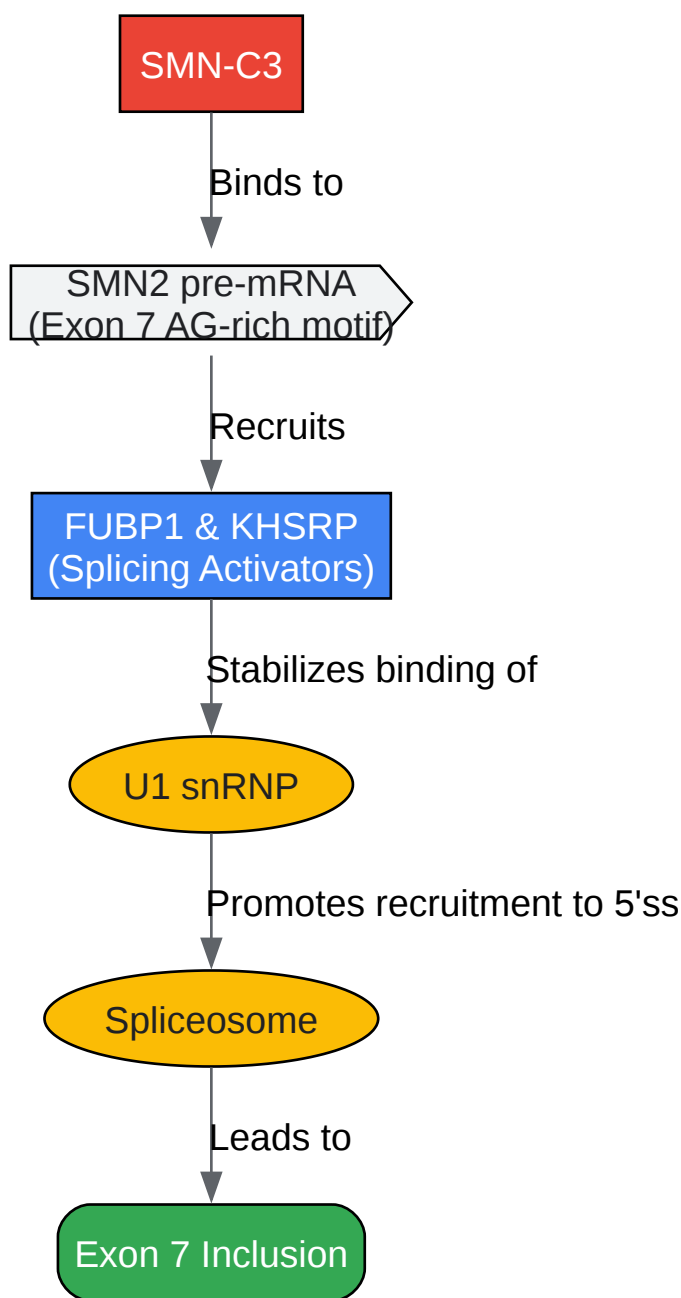 SMN-C3
Binds to
SMN2 pre-mRNA
(Exon 7 AG-rich motif)
Recruits
FUBP1 & KHSRP
(Splicing Activators)
Stabilizes binding of
U1 snRNP
Promotes recruitment to 5'ss
Spliceosome
Leads to
Exon 7 Inclusion